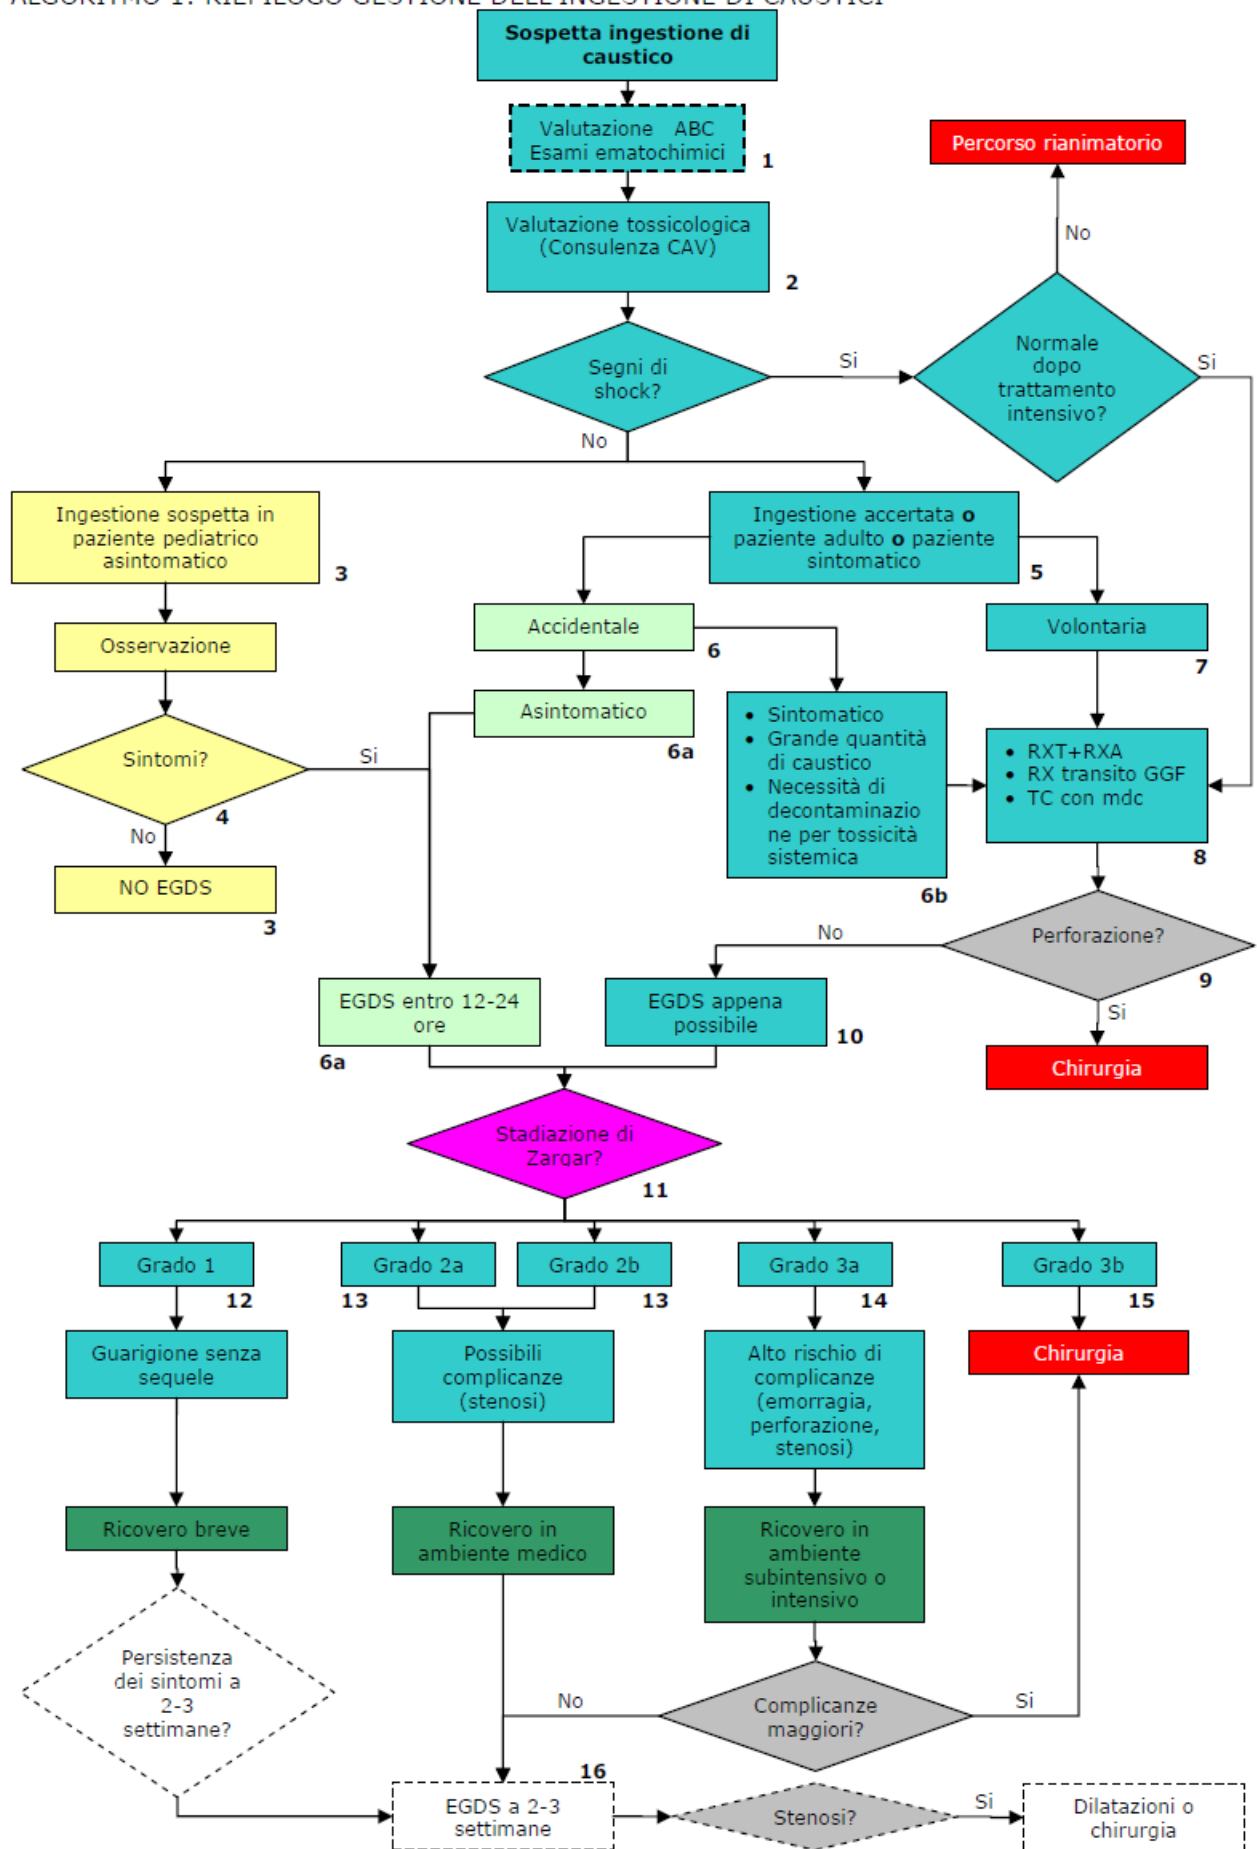 ALGORITMO 1: RIEPILOGO GESTIONE DELL'INGESTIONE DI CAUSTICI
Sospetta ingestione di
caustico
Valutazione ABC
Esami ematochimici
1
Percorso rianimatorio
Valutazione tossicologica
(Consulenza CAV)
2
No
Segni di
shock?
Si
Normale
dopo
trattamento
intensivo?
Si
No
Ingestione sospetta in
paziente pediatrico
asintomatico
3
Ingestione accertata o
paziente adulto o paziente
sintomatico
5
Osservazione
Accidentale
6
Volontaria
7
Asintomatico
6a
• Sintomatico
• Grande quantità
di caustico
• Necessità di
decontaminazio
ne per tossicità
sistemica
6b
• RXT+RXA
• RX transito GGF
• TC con mdc
8
Sintomi?
4
Si
No
NO EGDS
3
Perforazione?
9
No
Si
EGDS entro 12-24
ore
6a
EGDS appena
possibile
10
Chirurgia
Stadiazione di
Zargar?
11
Grado 1
12
Grado 2a
13
Grado 2b
13
Grado 3a
14
Grado 3b
15
Guarigione senza
sequele
Possibili
complicanze
(stenosi)
Alto rischio di
complicanze
(emorragia,
perforazione,
stenosi)
Chirurgia
Ricovero breve
Ricovero in
ambiente medico
Ricovero in
ambiente
subintensivo o
intensivo
Persistenza
dei sintomi a
2-3
settimane?
No
Complicanze
maggiori?
Si
16
EGDS a 2-3
settimane
Stenosi?
Si
Dilatazioni o
chirurgia